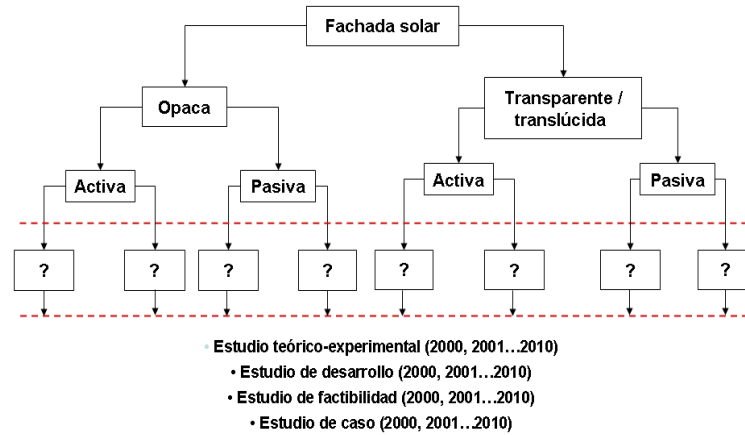 Fachada solar
Opaca
Transparente /
translúcida
Activa
Pasiva
Activa
Pasiva
?
?
?
?
?
?
?
?
• Estudio teórico-experimental (2000, 2001…2010)
• Estudio de desarrollo (2000, 2001…2010)
• Estudio de factibilidad (2000, 2001…2010)
• Estudio de caso (2000, 2001…2010)